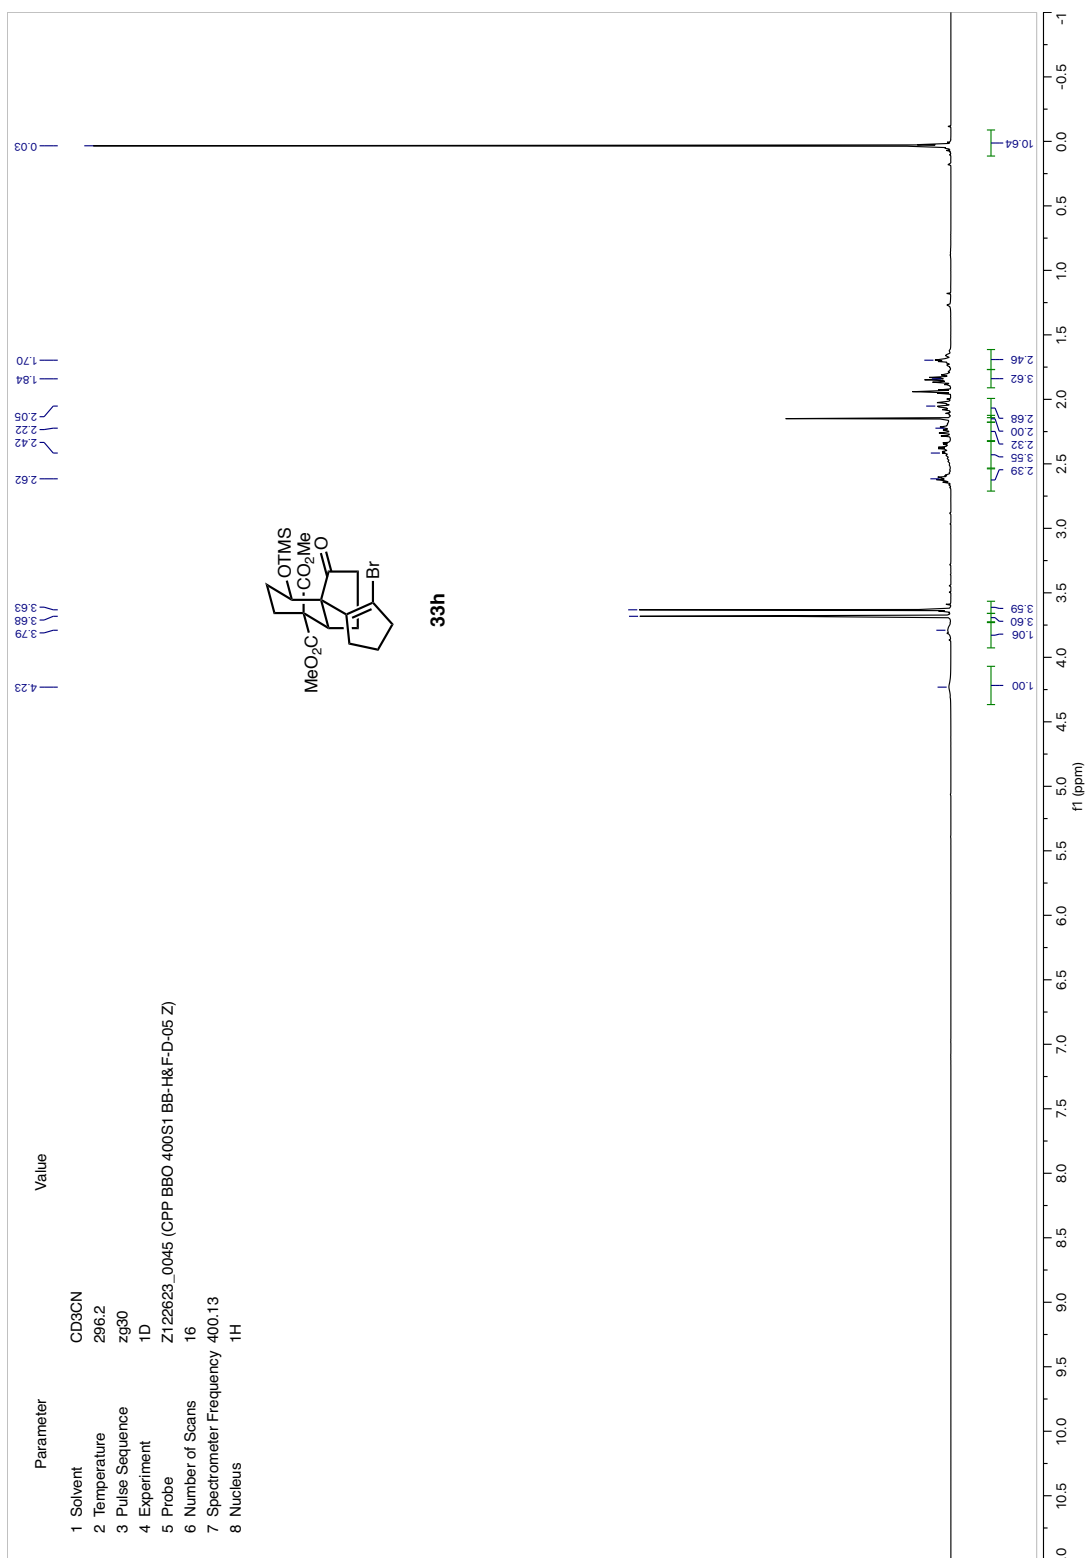 Parameter Value
1 Solvent CD3CN
2 Temperature 296.2
3 Pulse Sequence zg30
4 Experiment 1D
5 Probe Z122623_0045 (CPP BBO 400S1 BB-H&F-D-05 Z)
6 Number of Scans 16
7 Spectrometer Frequency 400.13
8 Nucleus 1H
4.23
3.79
3.68
3.63
2.62
2.42
2.22
2.05
1.84
1.70
0.03
OTMS
CO2Me
MeO2C
O
Br
33h
1.00
1.06
3.60
3.59
2.39
3.55
2.32
2.00
2.68
3.62
2.46
10.64
.0 10.5 10.0 9.5 9.0 8.5 8.0 7.5 7.0 6.5 6.0 5.5 5.0 4.5 4.0 3.5 3.0 2.5 2.0 1.5 1.0 0.5 0.0 -0.5 -1
f1 (ppm)